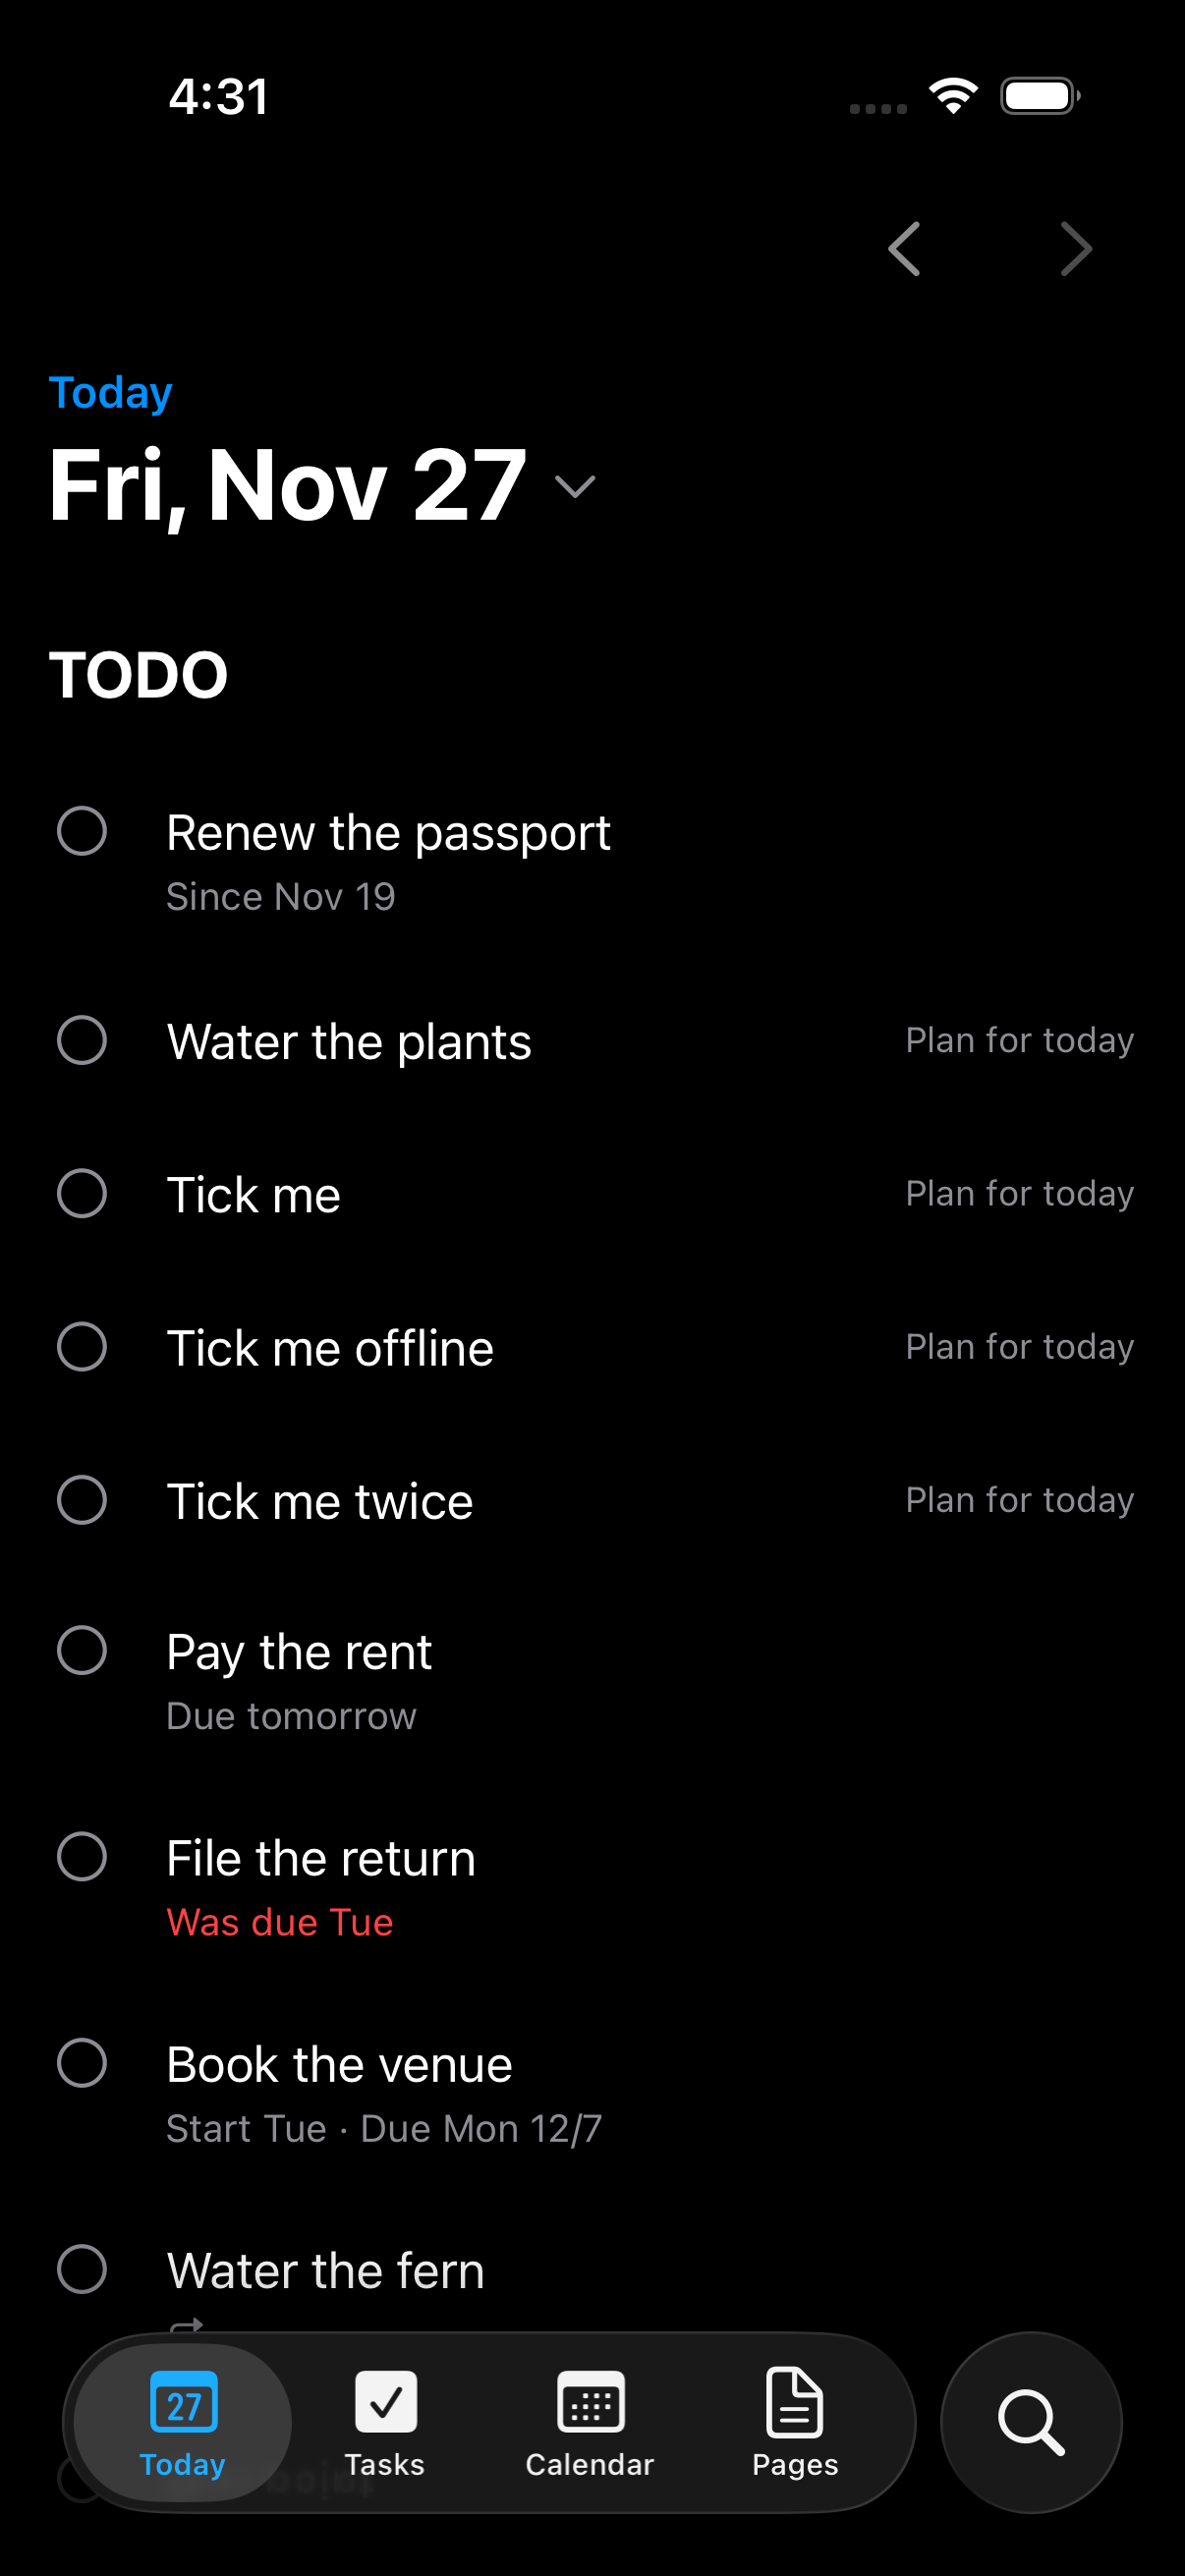 4:31
Today
Fri, Nov 27
TODO
Renew the passport
Since Nov 19
Water the plants
Plan for today
Tick me
Plan for today
Tick me offline
Plan for today
Tick me twice
Plan for today
Pay the rent
Due tomorrow
File the return
Was due Tue
Book the venue
Start Tue · Due Mon 12/7
Water the fern
27
Today
Tasks
Calendar
Pages